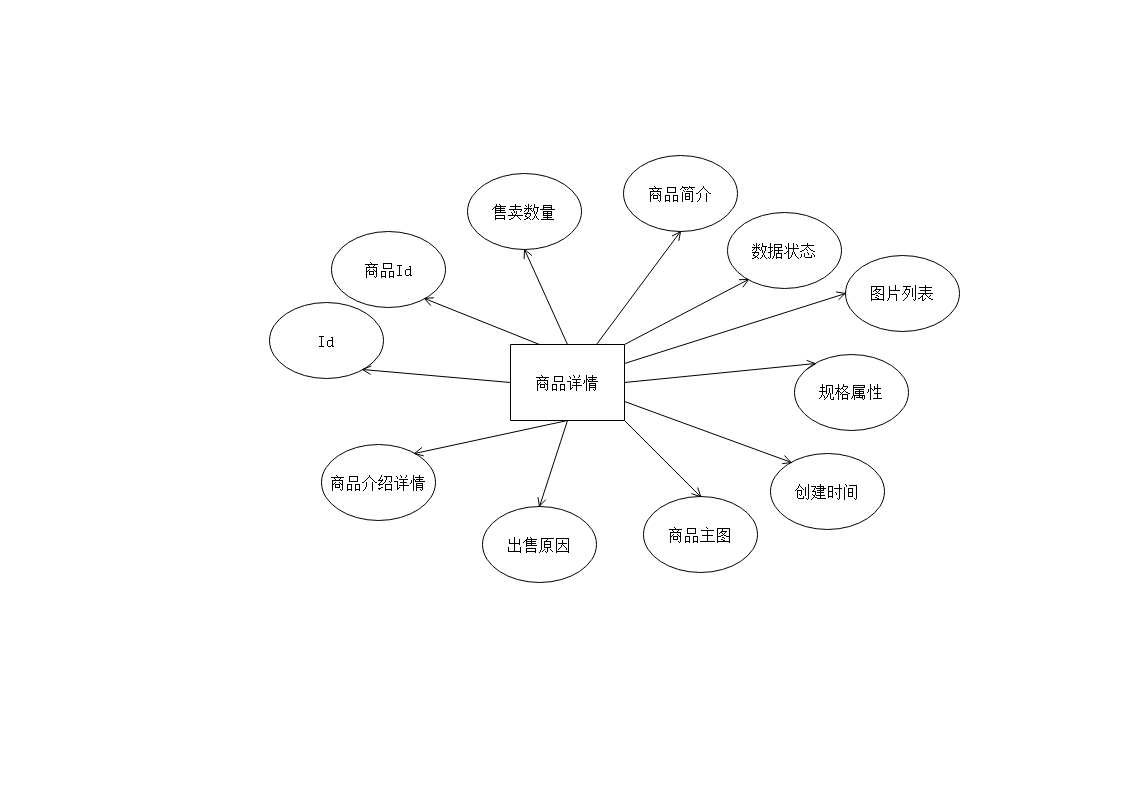 商品简介
售卖数量
数据状态
商品Id
图片列表
Id
商品详情
规格属性
商品介绍详情
创建时间
商品主图
出售原因